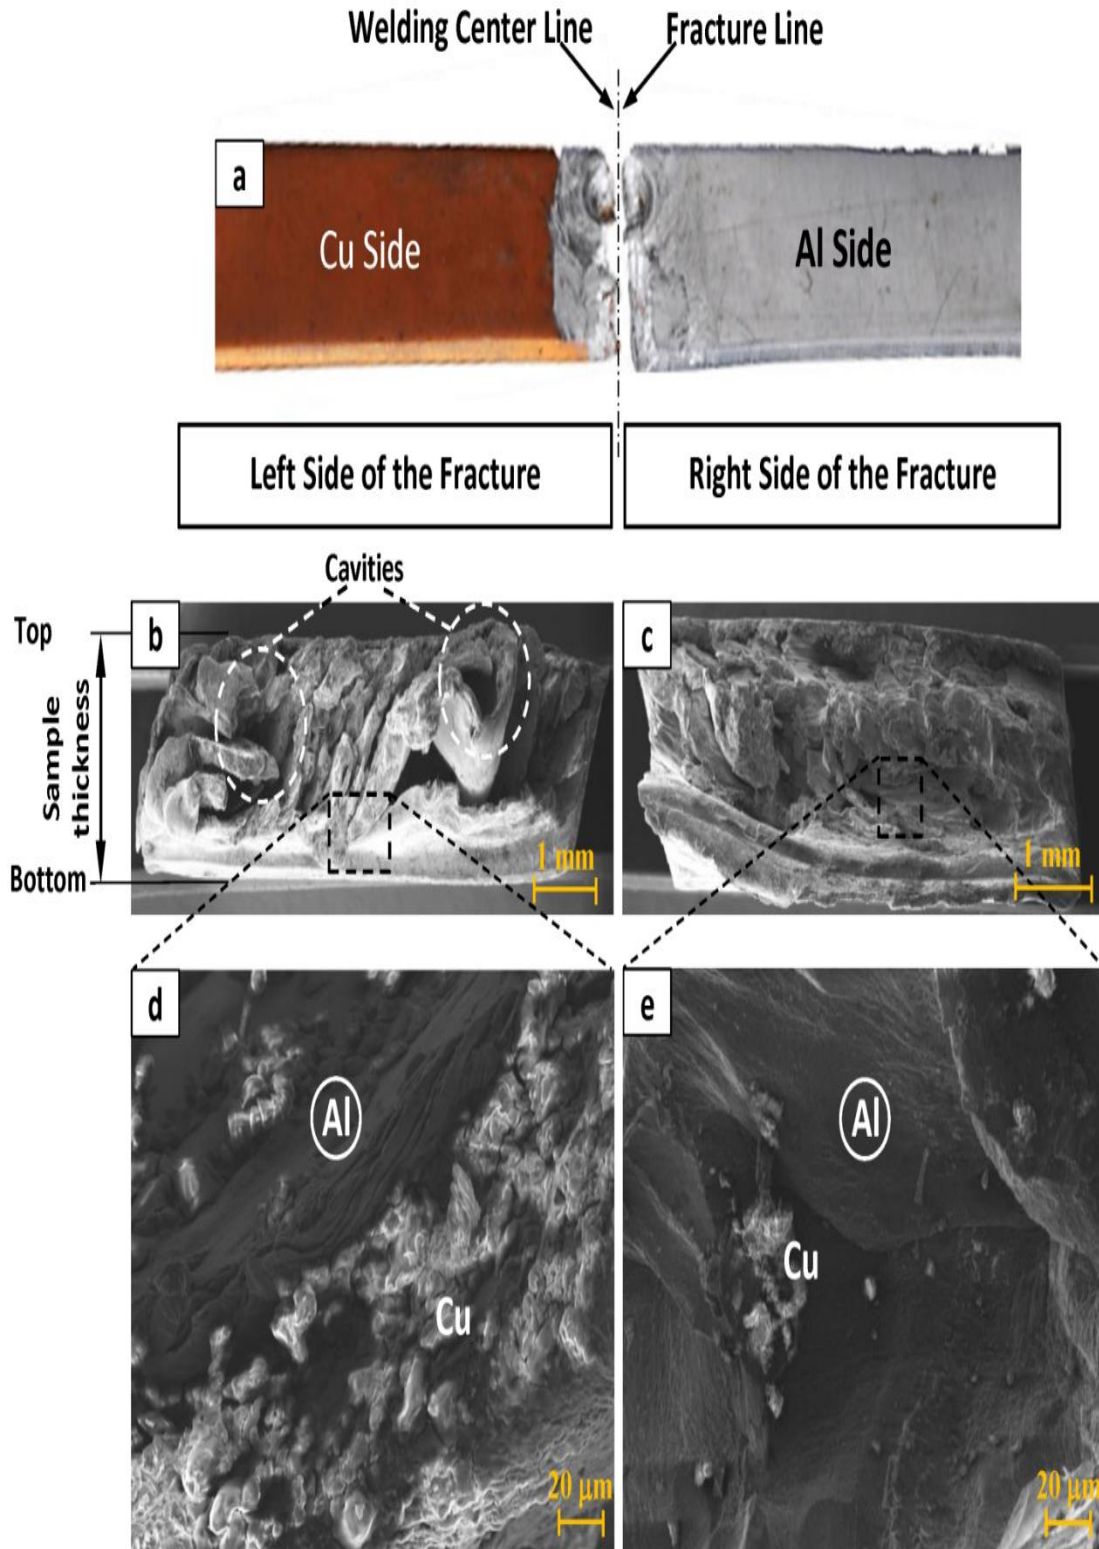 Welding Center Line
Fracture Line
a
Cu Side
Al Side
Left Side of the Fracture
Right Side of the Fracture
Cavities
Top
Sample
thickness
Bottom
b
1 mm
c
1 mm
d
Al
Cu
20 µm
e
Al
Cu
20 µm